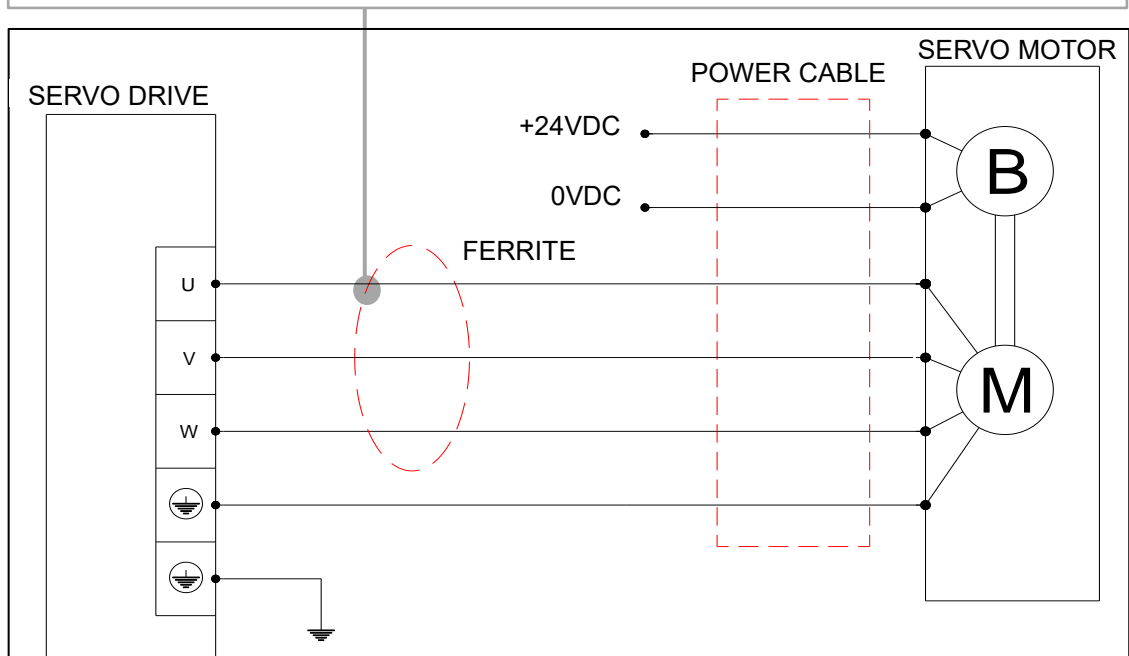 SERVO MOTOR
POWER CABLE
SERVO DRIVE
+24VDC
B
0VDC
FERRITE
U
V
M
W